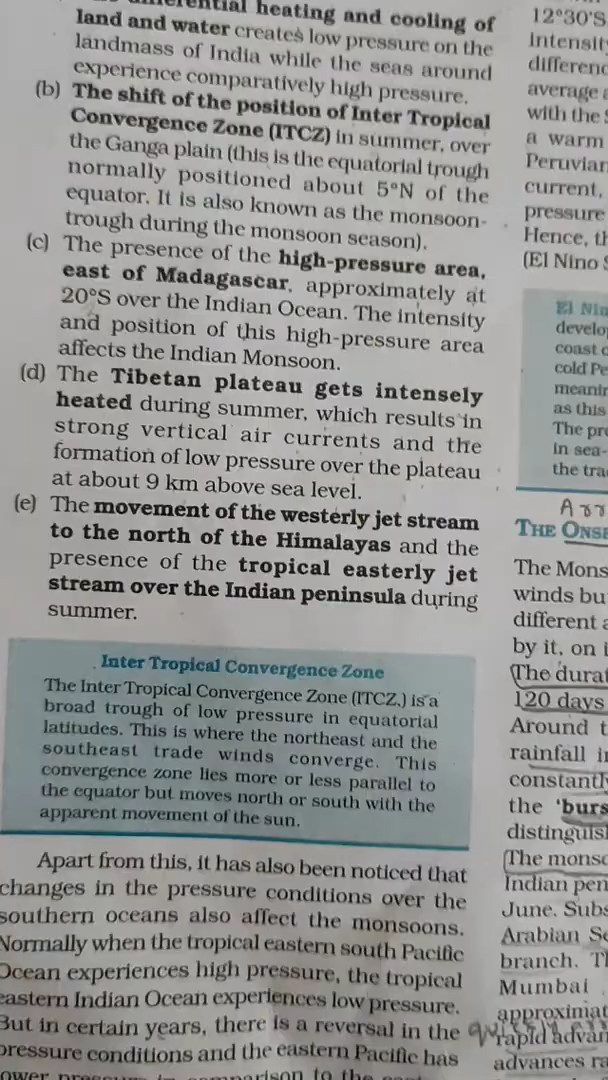 heating and cooling of
land and water creates low pressure on the
landmass of India while the seas around
experience comparatively high pressure.
(b) The shift of the position of Inter Tropical
Convergence Zone (ITCZ) in summer, over
the Ganga plain (this is the equatorial trough
normally positioned about 5°N of the
equator. It is also known as the monsoon-
trough during the monsoon season).
(c) The presence of the high-pressure area,
east of Madagascar, approximately at
20°S over the Indian Ocean. The intensity
and position of this high-pressure area
affects the Indian Monsoon.
(d) The Tibetan plateau gets intensely
heated during summer, which results in
strong vertical air currents and the
formation of low pressure over the plateau
at about 9 km above sea level.
(e) The movement of the westerly jet stream
to the north of the Himalayas and the
presence of the tropical easterly jet
stream over the Indian peninsula during
summer.
Inter Tropical Convergence Zone
The Inter Tropical Convergence Zone (ITCZ,) is a
broad trough of low pressure in equatorial
latitudes. This is where the northeast and the
southeast trade winds converge. This
convergence zone lies more or less parallel to
the equator but moves north or south with the
apparent movement of the sun.
Apart from this, it has also been noticed that
changes in the pressure conditions over the
southern oceans also affect the monsoons.
Normally when the tropical eastern south Pacific
Ocean experiences high pressure, the tropical
eastern Indian Ocean experiences low pressure.
But in certain years, there is a reversal in the
pressure conditions and the eastern Pacific has
12°30'S
average
with the
a warm
current,
pressure
Hence, th
(El Nino S
El Nin
develop
coast
cold Pe
as this
The pre
in sea-
the tra
THE ONSE
The Mons
winds bu
different a
by it, on i
(The durat
120 days
Around t
rainfall in
constantly
the 'burs
distinguish
(The monso
Indian pen
June. Subs
Arabian Se
branch. Th
Mumbai
approximat
rapid advan
advances ra